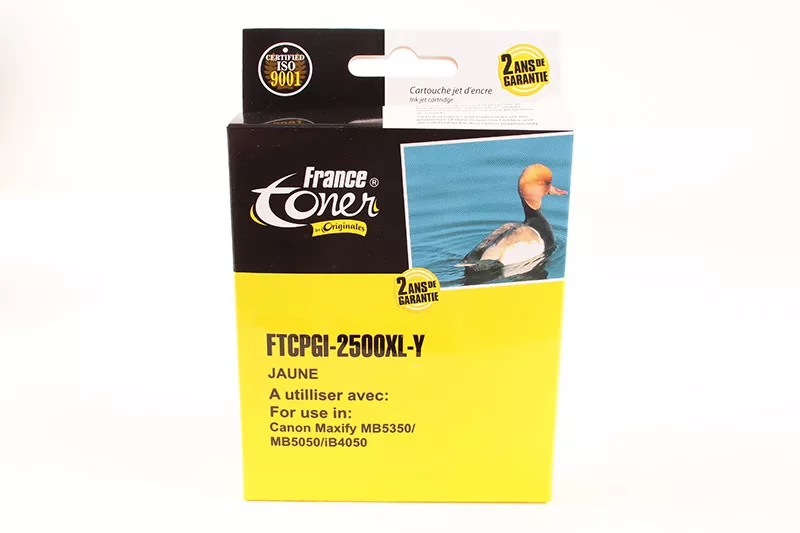 CERTIFIED
ISO
9001
2 ANS DE
GARANTIE
Cartouche jet d'encre
Ink jet cartridge
France
toner®
les Originales
2 ANS DE
GARANTIE
FTCPGI-2500XL-Y
JAUNE
A utilliser avec:
For use in:
Canon Maxify MB5350/
MB5050/iB4050